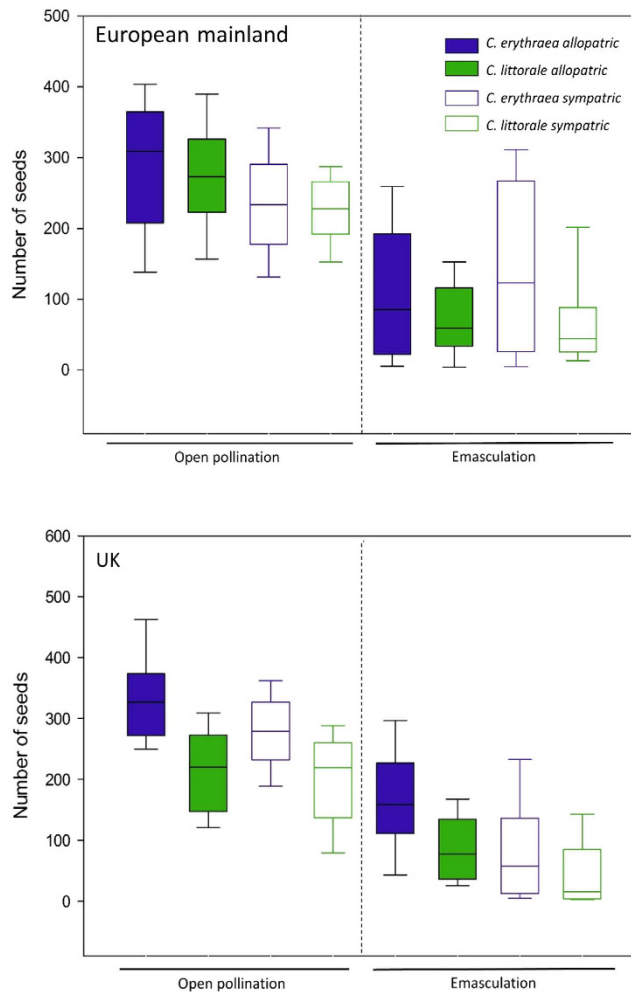 European mainland
C. erythraea allopatric
C. littorale allopatric
C. erythraea sympatric
C. littorale sympatric
Number of seeds
500
400
300
200
100
0
Open pollination
Emasculation
UK
Number of seeds
600
500
400
300
200
100
0
Open pollination
Emasculation